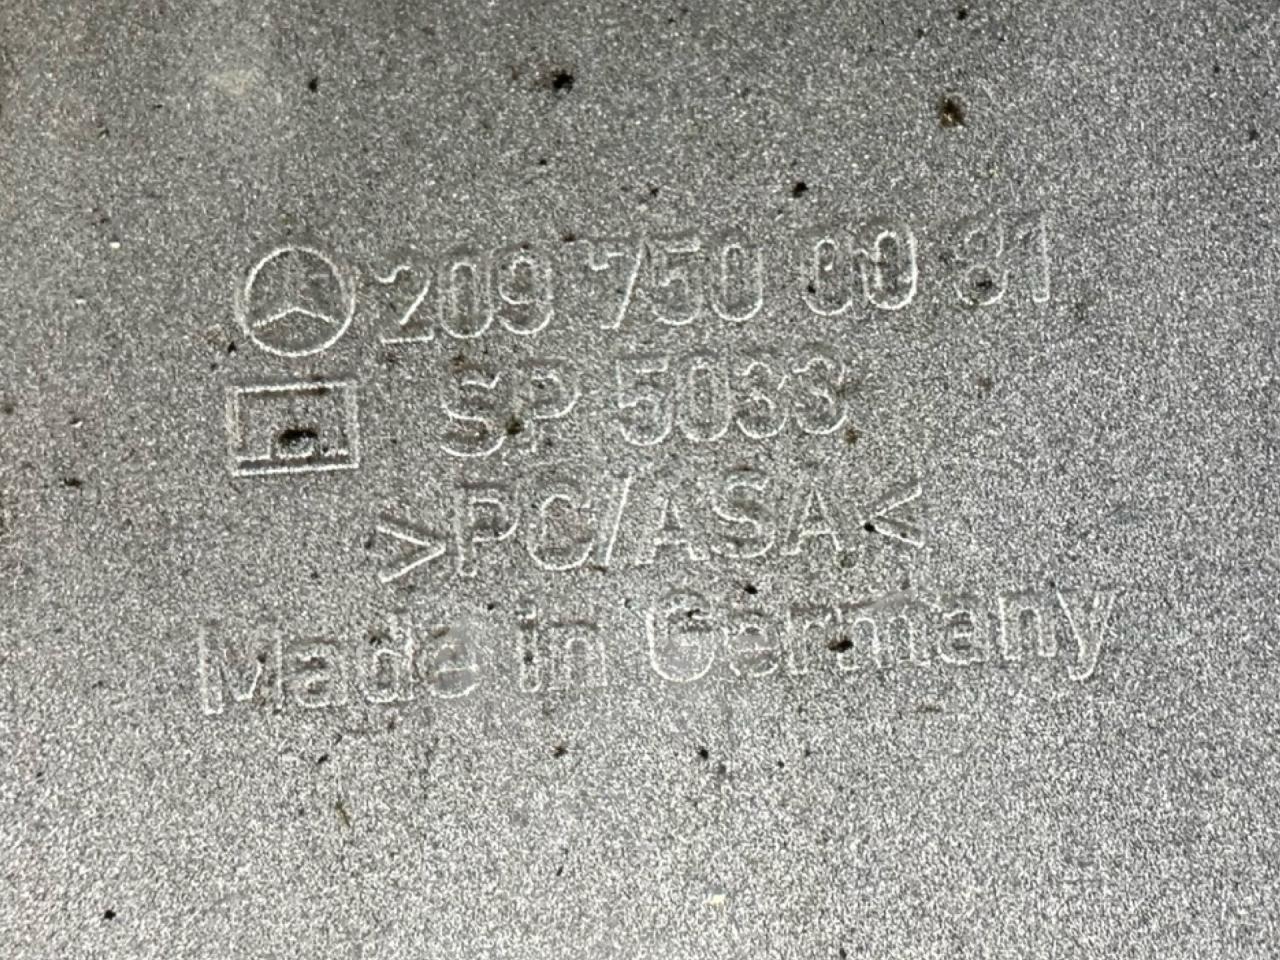 209 750 00 81
SP 5033
>PC/ASA<
Made in Germany